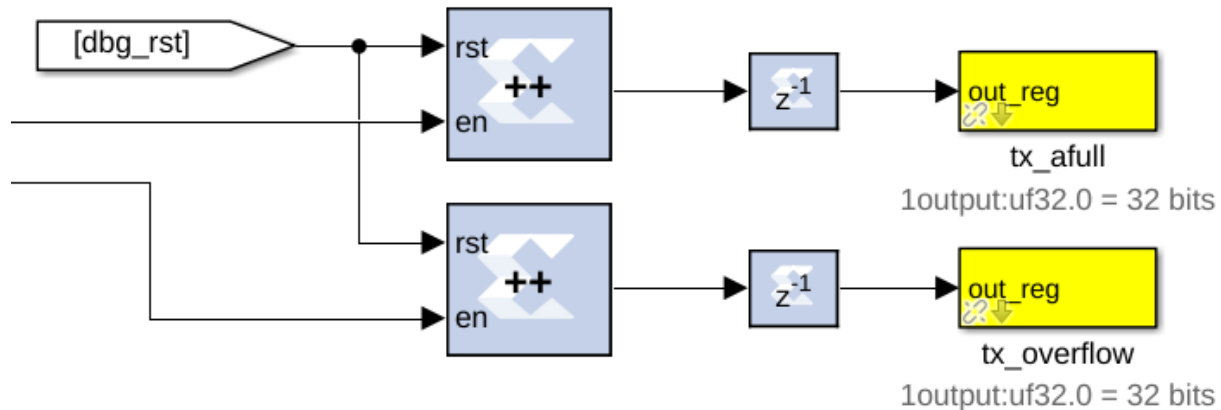 [dbg_rst]
rst
++
en
z-1
out_reg
tx_afull
1output:uf32.0 = 32 bits
rst
++
en
z-1
out_reg
tx_overflow
1output:uf32.0 = 32 bits